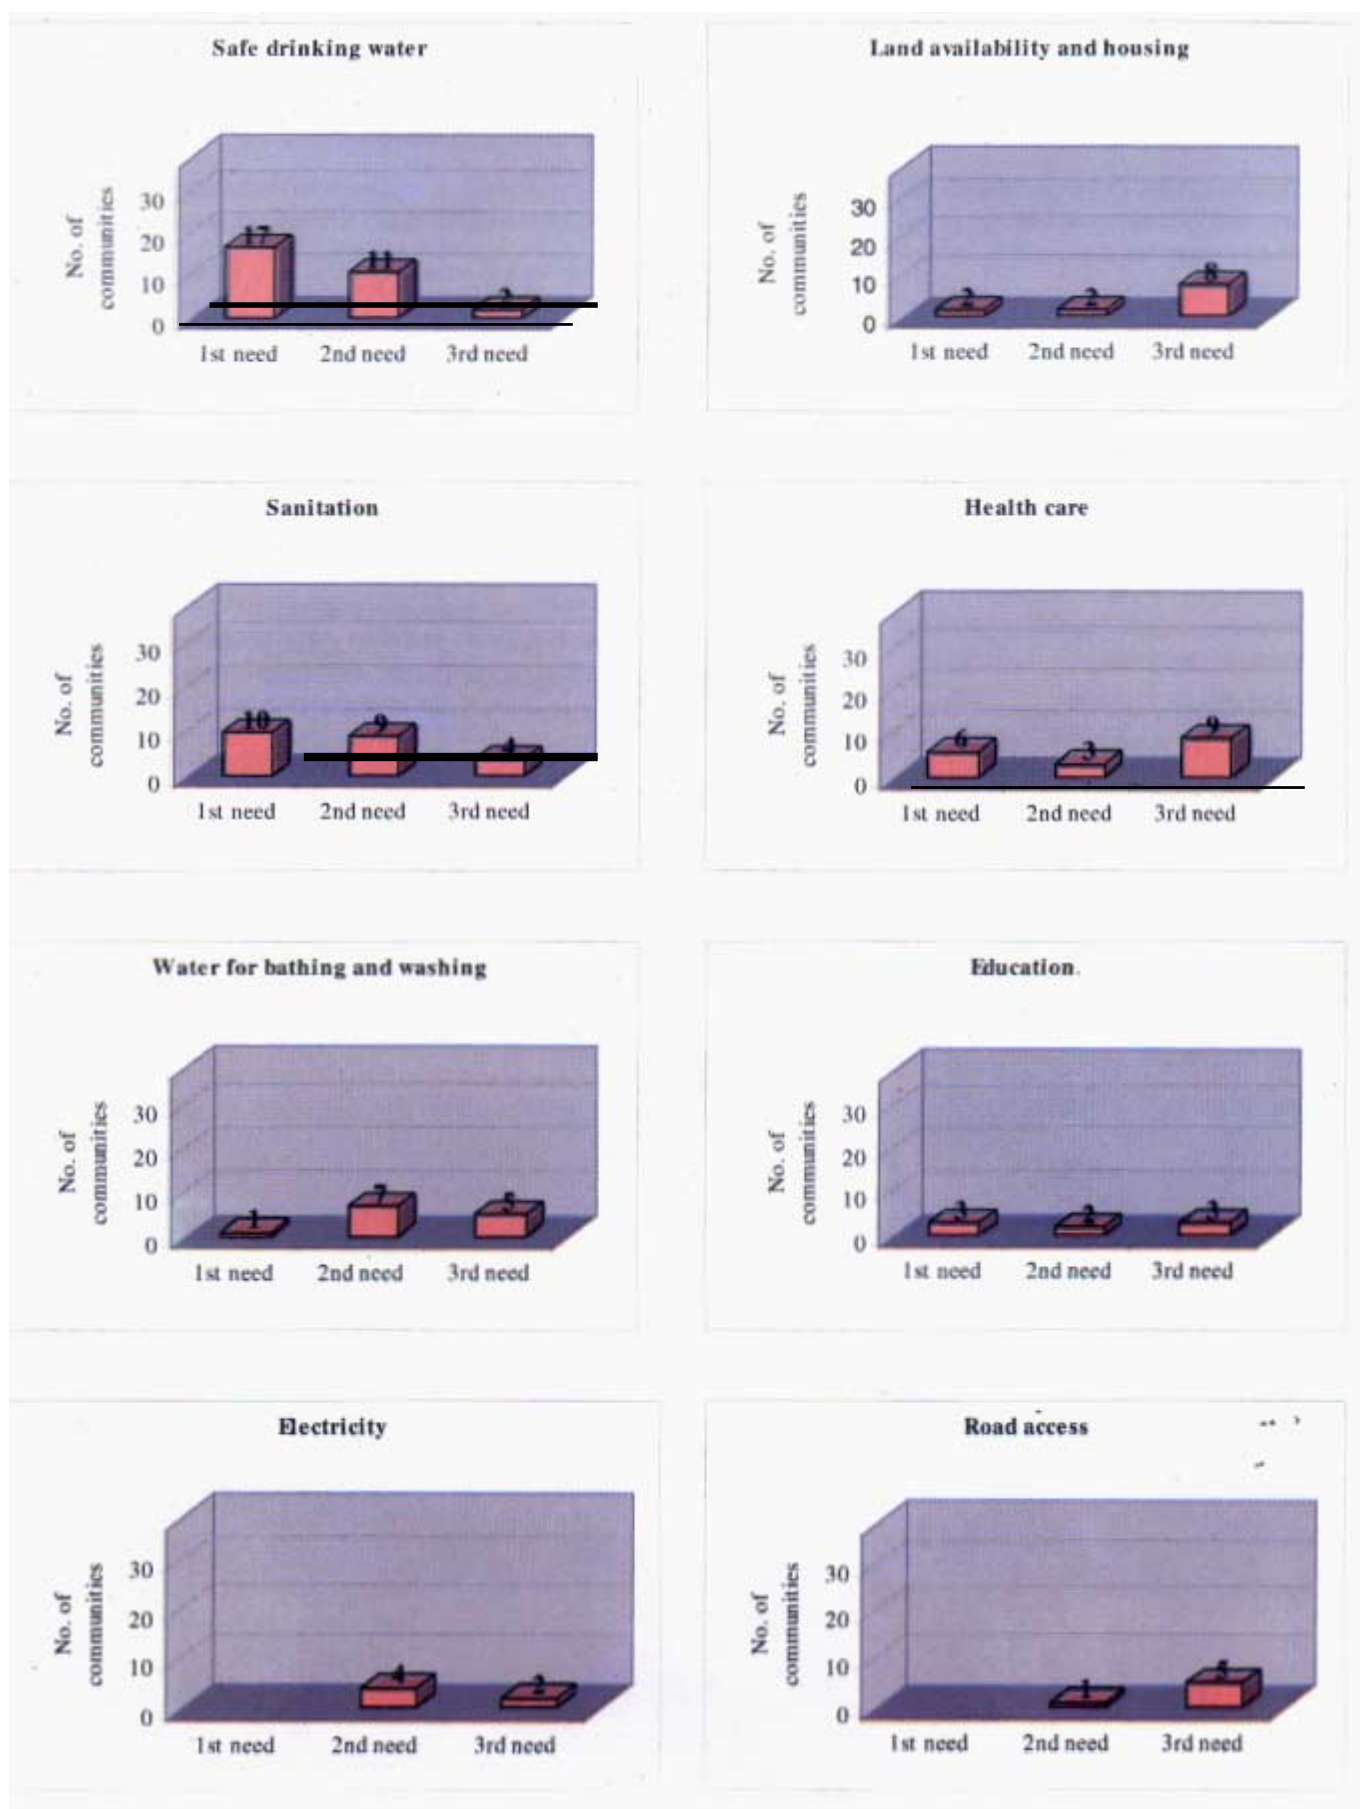 Safe drinking water
No. of
communities
30
20
10
0
17
11
1st need 2nd need 3rd need
Land availability and housing
No. of
communities
30
20
10
0
2
2
8
1st need 2nd need 3rd need
Sanitation
No. of
communities
30
20
10
0
10
9
4
1st need 2nd need 3rd need
Health care
No. of
communities
30
20
10
0
6
3
9
1st need 2nd need 3rd need
Water for bathing and washing
No. of
communities
30
20
10
0
1
7
5
1st need 2nd need 3rd need
Education
No. of
communities
30
20
10
0
3
2
3
1st need 2nd need 3rd need
Electricity
No. of
communities
30
20
10
0
4
2
1st need 2nd need 3rd need
Road access
No. of
communities
30
20
10
0
1
5
1st need 2nd need 3rd need